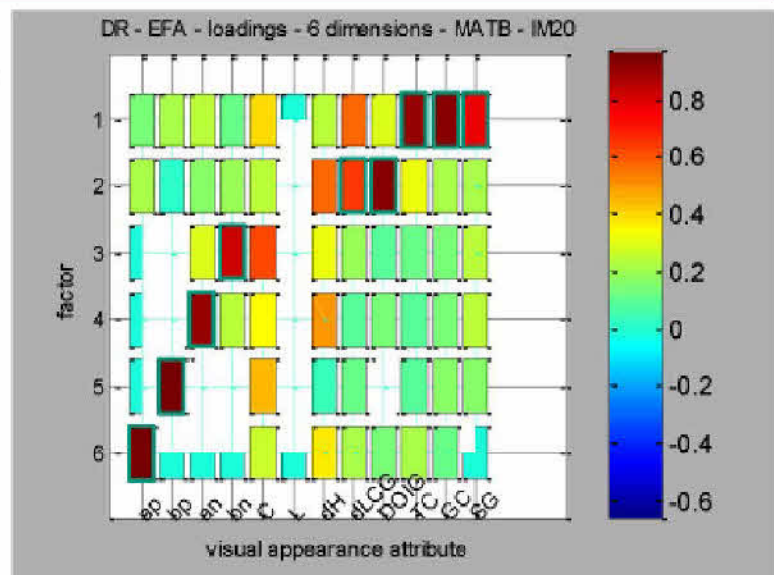 DR - EFA - loadings - 6 dimensions - MATB - IM20
1
2
3
4
5
6
factor
ap
bp
an
bn
C
L
dH
dLCG
DOIG
TC
GC
SG
visual appearance attribute
0.8
0.6
0.4
0.2
0
-0.2
-0.4
-0.6